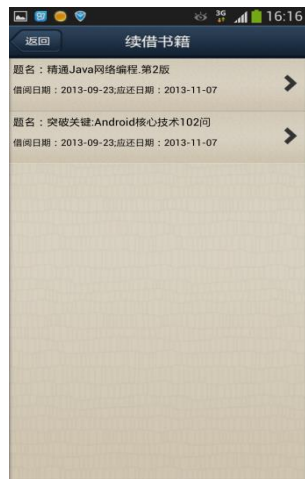 3G 16:16
返回 续借书籍
题名：精通Java网络编程.第2版
借阅日期：2013-09-23;应还日期：2013-11-07
题名：突破关键:Android核心技术102问
借阅日期：2013-09-23;应还日期：2013-11-07